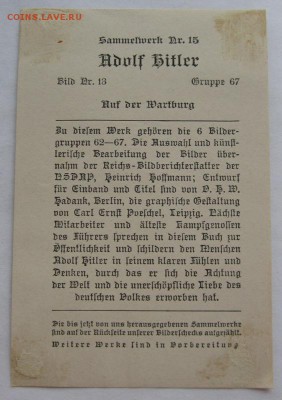 COINS.LAVE.RU
Sammelwerk Nr. 15
Adolf Hitler
Bild Nr. 13 Gruppe 67
Auf der Wartburg
Zu diesem Werk gehören die 6 Bilder-
gruppen 62—67. Die Auswahl und künst-
lerische Bearbeitung der Bilder über-
nahm der Reichs-Bildberichterstatter der
NSDAP, Heinrich Hoffmann; Entwurf
für Einband und Titel sind von O. H. W.
Hadank, Berlin, die graphische Gestaltung
von Carl Ernst Poeschel, Leipzig. Nächste
Mitarbeiter und älteste Kampfgenossen
des Führers sprechen in diesem Buch zur
Öffentlichkeit und schildern den Menschen
Adolf Hitler in seinem klaren Fühlen und
Denken, durch das er sich die Achtung
der Welt und die unerschöpfliche Liebe des
deutschen Volkes erworben hat.
Die bis jetzt von uns herausgegebenen Sammelwerke
sind auf der Rückseite unserer Bilderschecks aufgezählt.
Weitere Werke sind in Vorbereitung